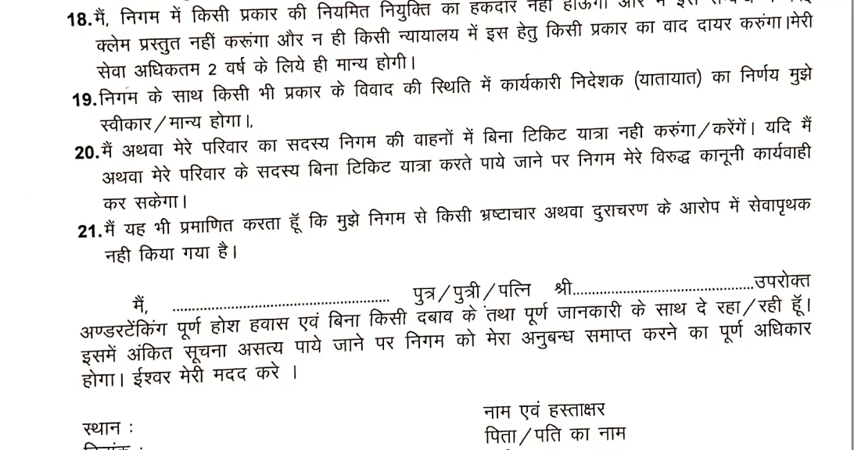 18. मैं, निगम में किसी प्रकार की नियमित नियुक्ति का हकदार नही होऊंगा और
क्लेम प्रस्तुत नहीं करूंगा और न ही किसी न्यायालय में इस हेतु किसी प्रकार का वाद दायर करुंगा।मेरी
सेवा अधिकतम 2 वर्ष के लिये ही मान्य होगी।
19. निगम के साथ किसी भी प्रकार के विवाद की स्थिति में कार्यकारी निदेशक (यातायात) का निर्णय मुझे
स्वीकार/मान्य होगा।,
20. मैं अथवा मेरे परिवार का सदस्य निगम की वाहनों में बिना टिकिट यात्रा नही करुंगा/करेंगें। यदि मैं
अथवा मेरे परिवार के सदस्य बिना टिकिट यात्रा करते पाये जाने पर निगम मेरे विरुद्ध कानूनी कार्यवाही
कर सकेगा।
21. मैं यह भी प्रमाणित करता हूॅ कि मुझे निगम से किसी भ्रष्टाचार अथवा दुराचरण के आरोप में सेवापृथक
नही किया गया है।
मैं, ...................................................... पुत्र/पुत्री/पत्नि श्री.............................................उपरोक्त
अण्डरटेंकिंग पूर्ण होश हवास एवं बिना किसी दबाव के तथा पूर्ण जानकारी के साथ दे रहा/रही हूॅ।
इसमें अंकित सूचना असत्य पाये जाने पर निगम को मेरा अनुबन्ध समाप्त करने का पूर्ण अधिकार
होगा। ईश्वर मेरी मदद करे ।
नाम एवं हस्ताक्षर
स्थान :
पिता/पति का नाम